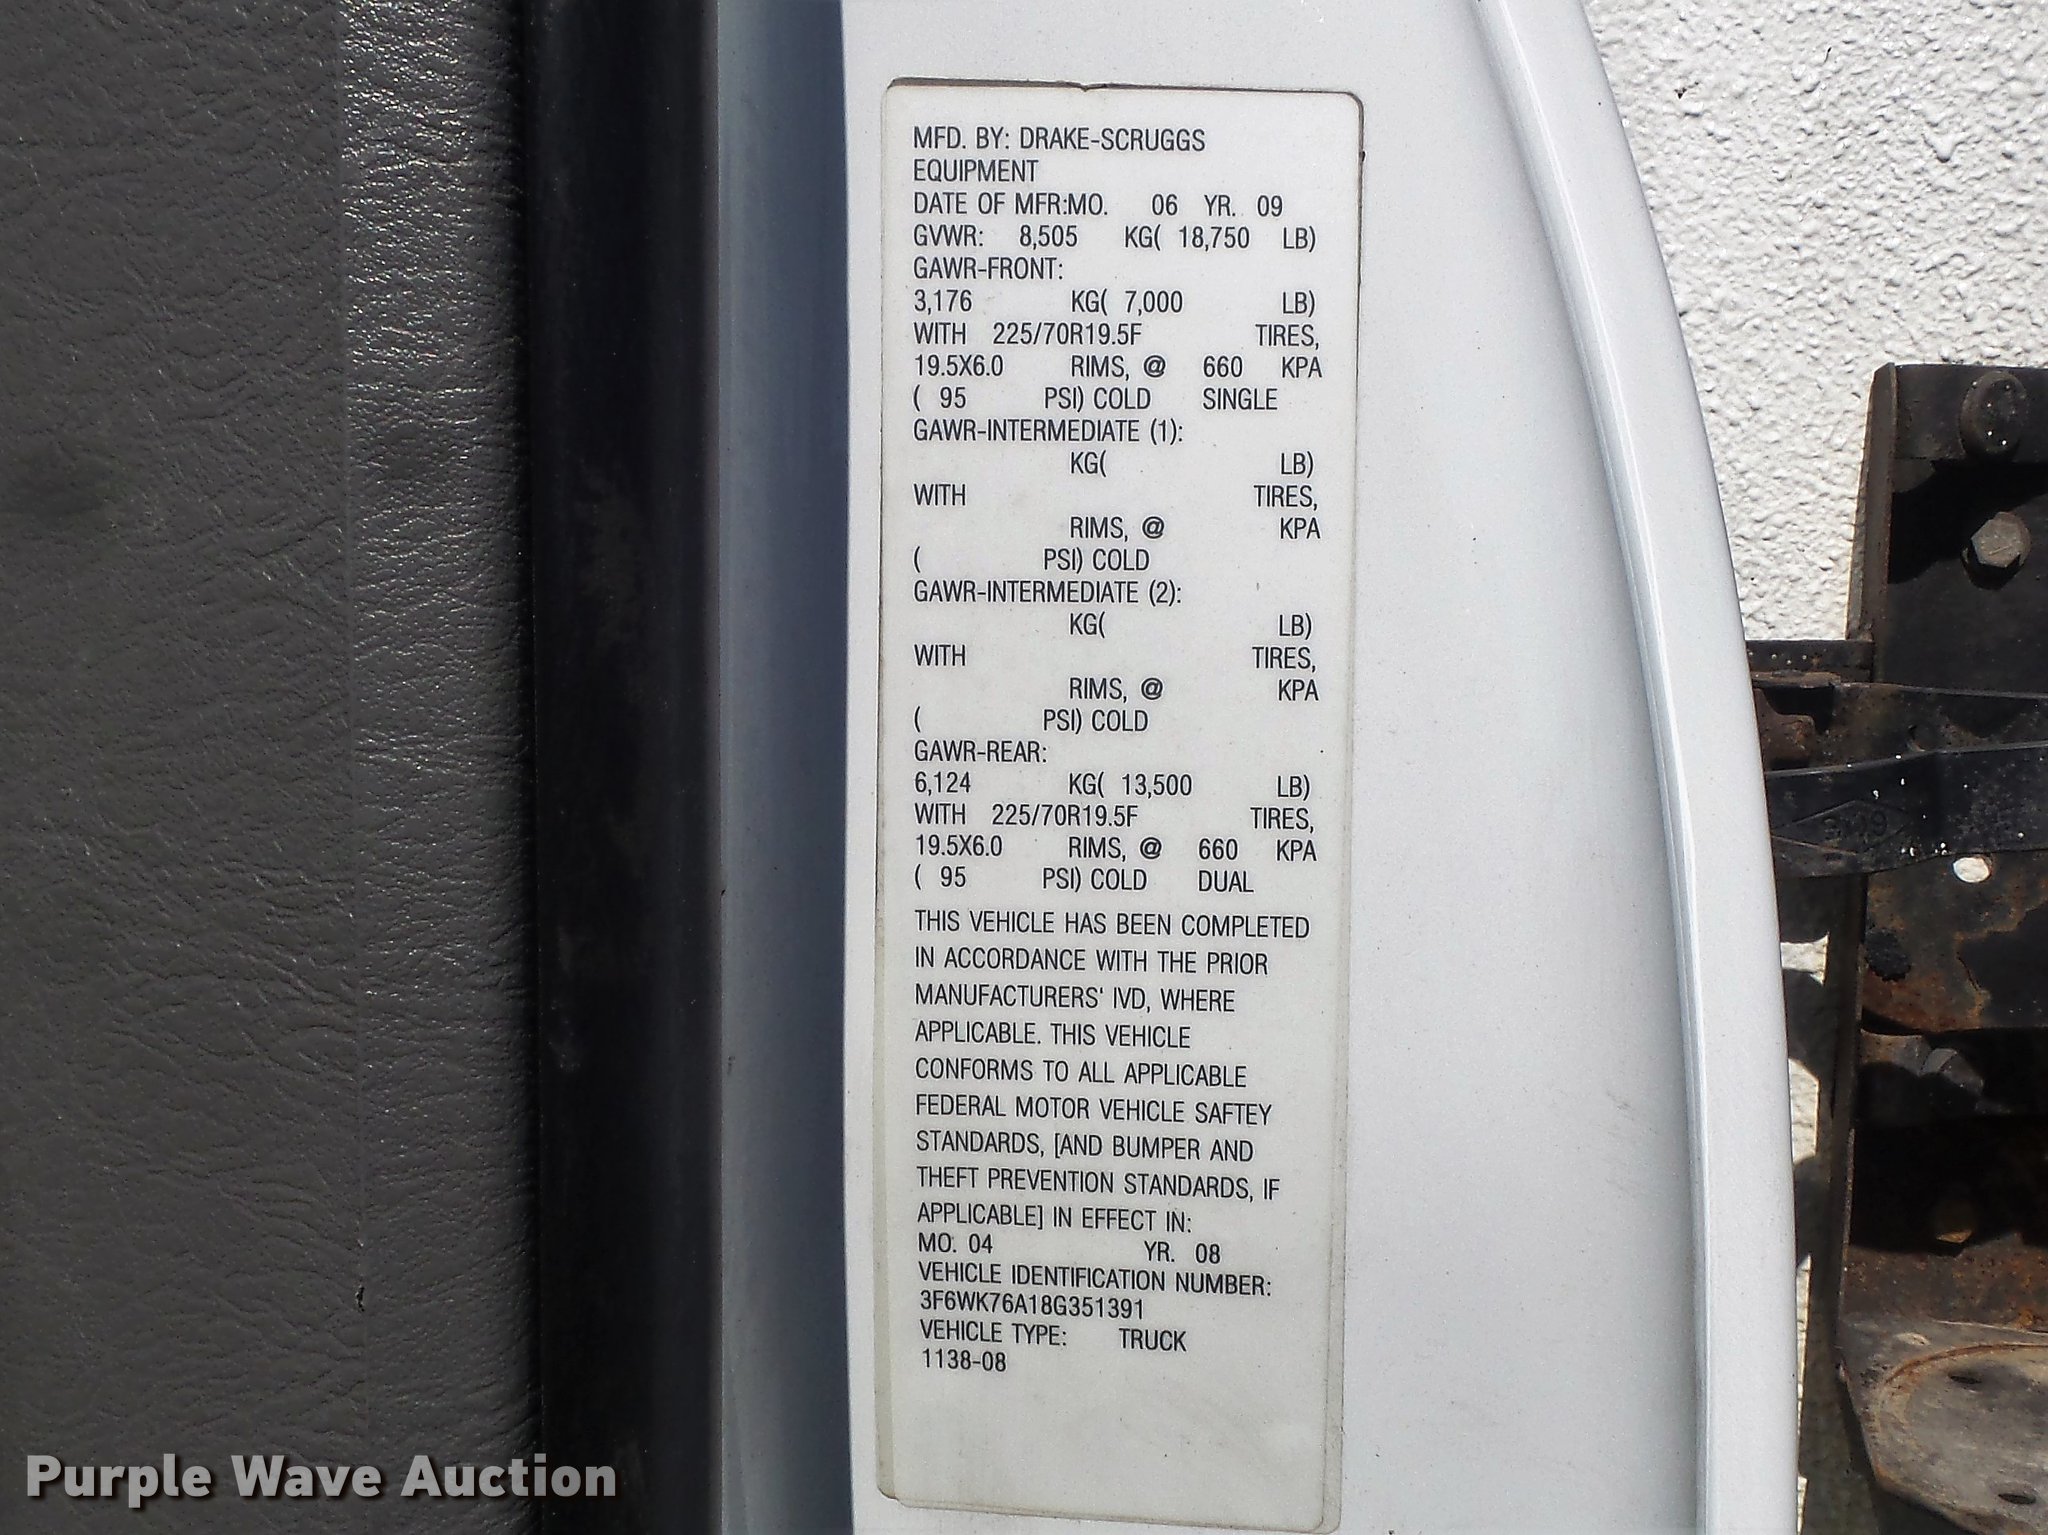 MFD. BY: DRAKE-SCRUGGS
EQUIPMENT
DATE OF MFR:MO. 06 YR. 09
GVWR: 8,505 KG( 18,750 LB)
GAWR-FRONT:
3,176 KG( 7,000 LB)
WITH 225/70R19.5F TIRES,
19.5X6.0 RIMS, @ 660 KPA
( 95 PSI) COLD SINGLE
GAWR-INTERMEDIATE (1):
KG( LB)
WITH TIRES,
RIMS, @ KPA
( PSI) COLD
GAWR-INTERMEDIATE (2):
KG( LB)
WITH TIRES,
RIMS, @ KPA
( PSI) COLD
GAWR-REAR:
6,124 KG( 13,500 LB)
WITH 225/70R19.5F TIRES,
19.5X6.0 RIMS, @ 660 KPA
( 95 PSI) COLD DUAL
THIS VEHICLE HAS BEEN COMPLETED
IN ACCORDANCE WITH THE PRIOR
MANUFACTURERS' IVD, WHERE
APPLICABLE. THIS VEHICLE
CONFORMS TO ALL APPLICABLE
FEDERAL MOTOR VEHICLE SAFTEY
STANDARDS, [AND BUMPER AND
THEFT PREVENTION STANDARDS, IF
APPLICABLE] IN EFFECT IN:
MO. 04 YR. 08
VEHICLE IDENTIFICATION NUMBER:
3F6WK76A18G351391
VEHICLE TYPE: TRUCK
1138-08
Purple Wave Auction